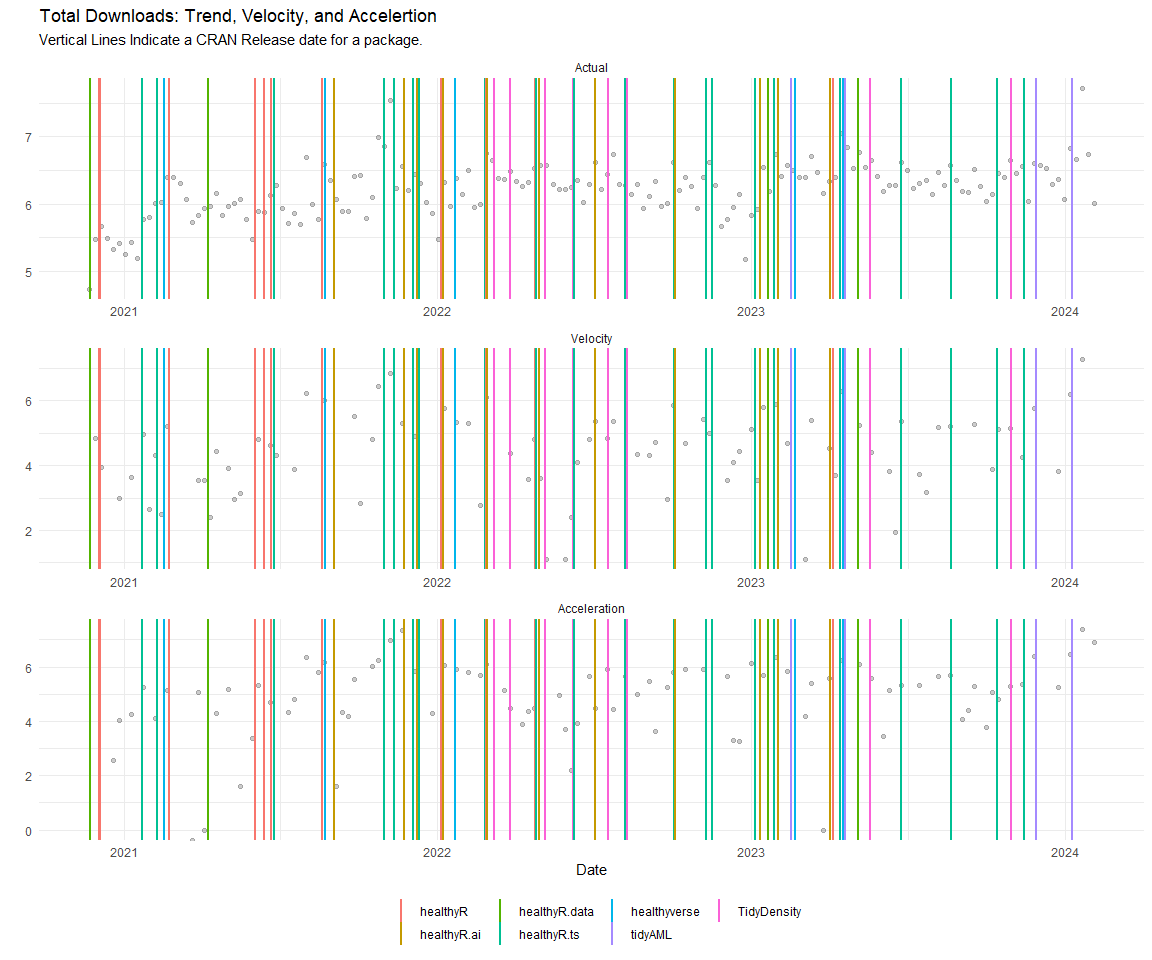 Total Downloads: Trend, Velocity, and Accelertion
Vertical Lines Indicate a CRAN Release date for a package.
Actual
7
6
5
2021 2022 2023 2024
Velocity
6
4
2
2021 2022 2023 2024
Acceleration
6
4
2
0
2021 2022 2023 2024
Date
healthyR healthyR.data healthyverse TidyDensity
healthyR.ai healthyR.ts tidyAML